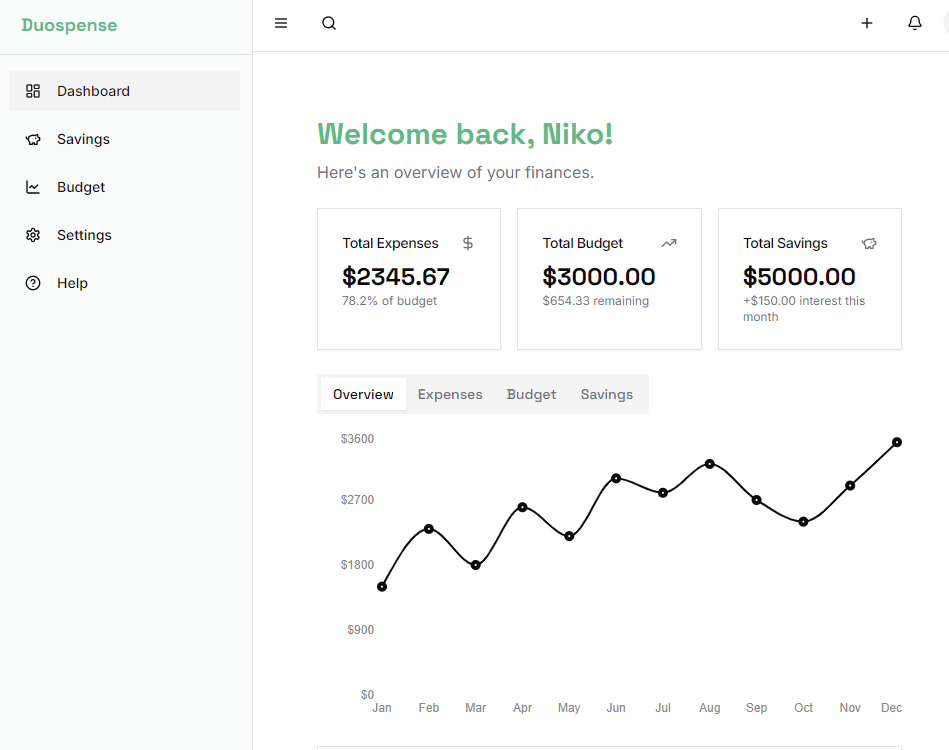 Duospense
Dashboard
Savings
Budget
Settings
Help
Welcome back, Niko!
Here's an overview of your finances.
Total Expenses
$2345.67
78.2% of budget
Total Budget
$3000.00
$654.33 remaining
Total Savings
$5000.00
+$150.00 interest this
month
Overview Expenses Budget Savings
$3600
$2700
$1800
$900
$0
Jan Feb Mar Apr May Jun Jul Aug Sep Oct Nov Dec